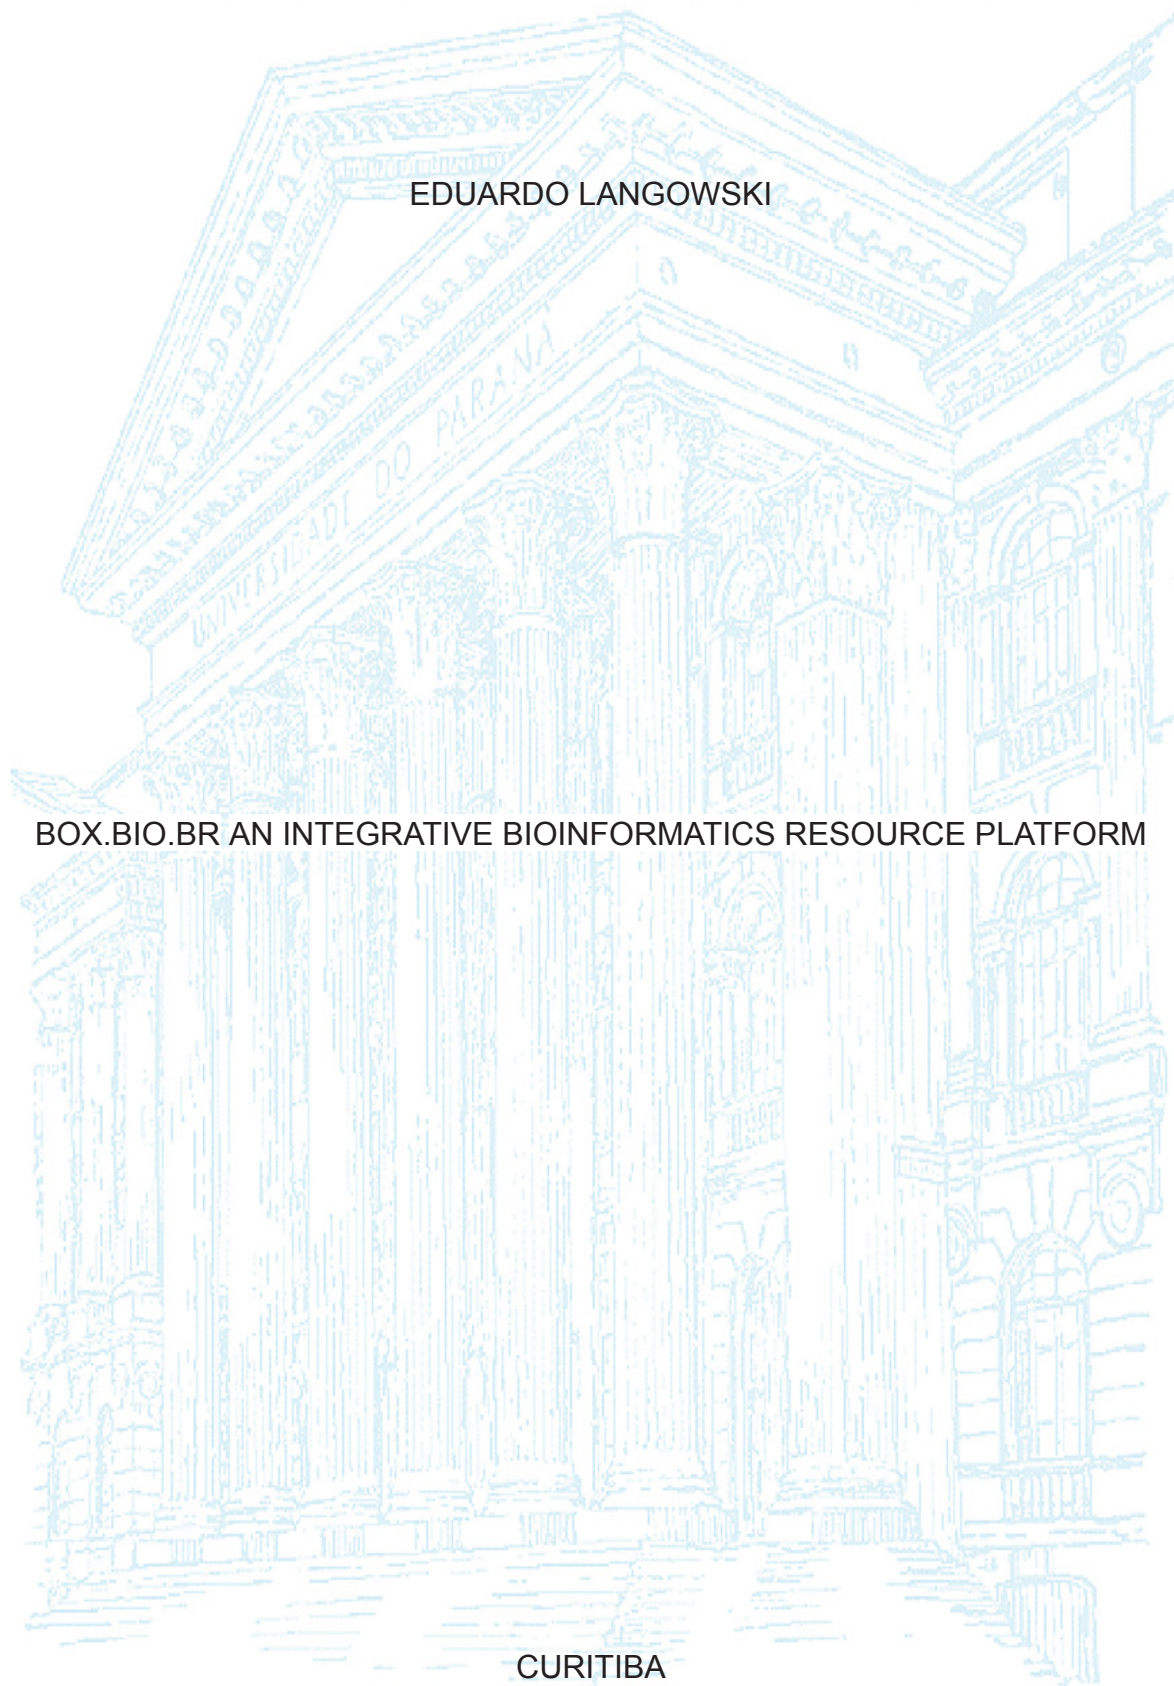 EDUARDO LANGOWSKI
UNIVERSIDADE DO PARANÁ
BOX.BIO.BR AN INTEGRATIVE BIOINFORMATICS RESOURCE PLATFORM
CURITIBA